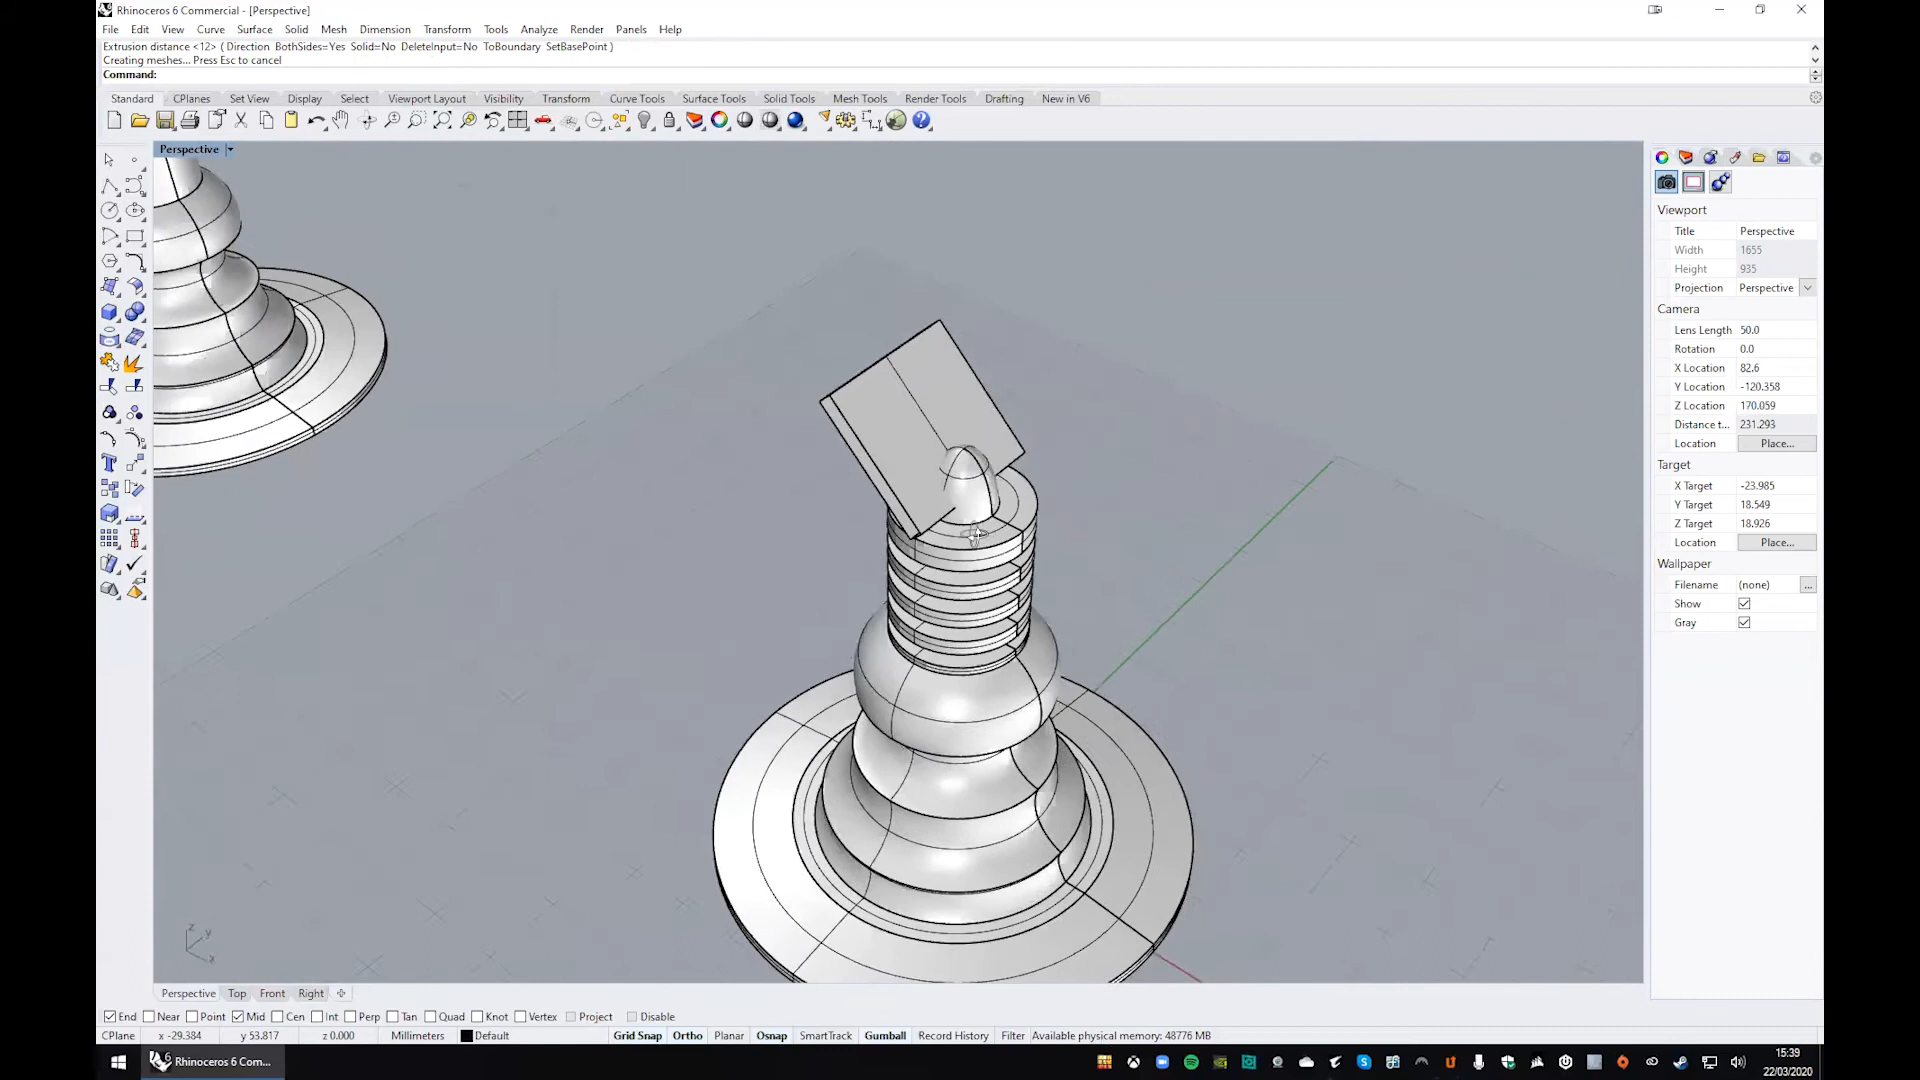 Rhinoceros 6 Commercial - [Perspective]
File Edit View Curve Surface Solid Mesh Dimension Transform Tools Analyze Render Panels Help
Extrusion distance <12> ( Direction BothSides=Yes Solid=No DeleteInput=No ToBoundary SetBasePoint )
Creating meshes... Press Esc to cancel
Command:
Standard CPlanes Set View Display Select Viewport Layout Visibility Transform Curve Tools Surface Tools Solid Tools Mesh Tools Render Tools Drafting New in V6
Perspective
Viewport
Title Perspective
Width 1655
Height 935
Projection Perspective
Camera
Lens Length 50.0
Rotation 0.0
X Location 82.6
Y Location -120.358
Z Location 170.059
Distance t... 231.293
Location Place...
Target
X Target -23.985
Y Target 18.549
Z Target 18.926
Location Place...
Wallpaper
Filename (none) ...
Show
Gray
z y x
Perspective Top Front Right
End Near Point Mid Cen Int Perp Tan Quad Knot Vertex Project Disable
CPlane x -29.384 y 53.817 z 0.000 Millimeters Default Grid Snap Ortho Planar Osnap SmartTrack Gumball Record History Filter Available physical memory: 48776 MB
Rhinoceros 6 Com...
15:39
22/03/2020